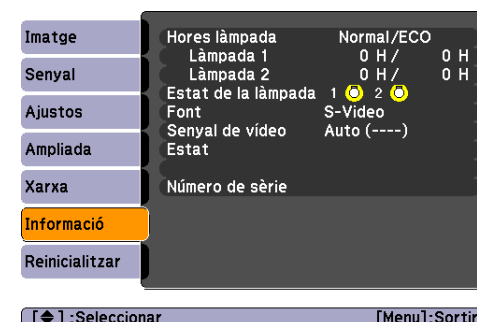 Imatge
Senyal
Ajustos
Ampliada
Xarxa
Informació
Reinicialitzar
Hores làmpada Normal/ECO
Làmpada 1 0 H/ 0 H
Làmpada 2 0 H/ 0 H
Estat de la làmpada 1 2
Font S-Video
Senyal de vídeo Auto (----)
Estat
Número de sèrie
[ ] :Seleccionar [Menu]:Sortir